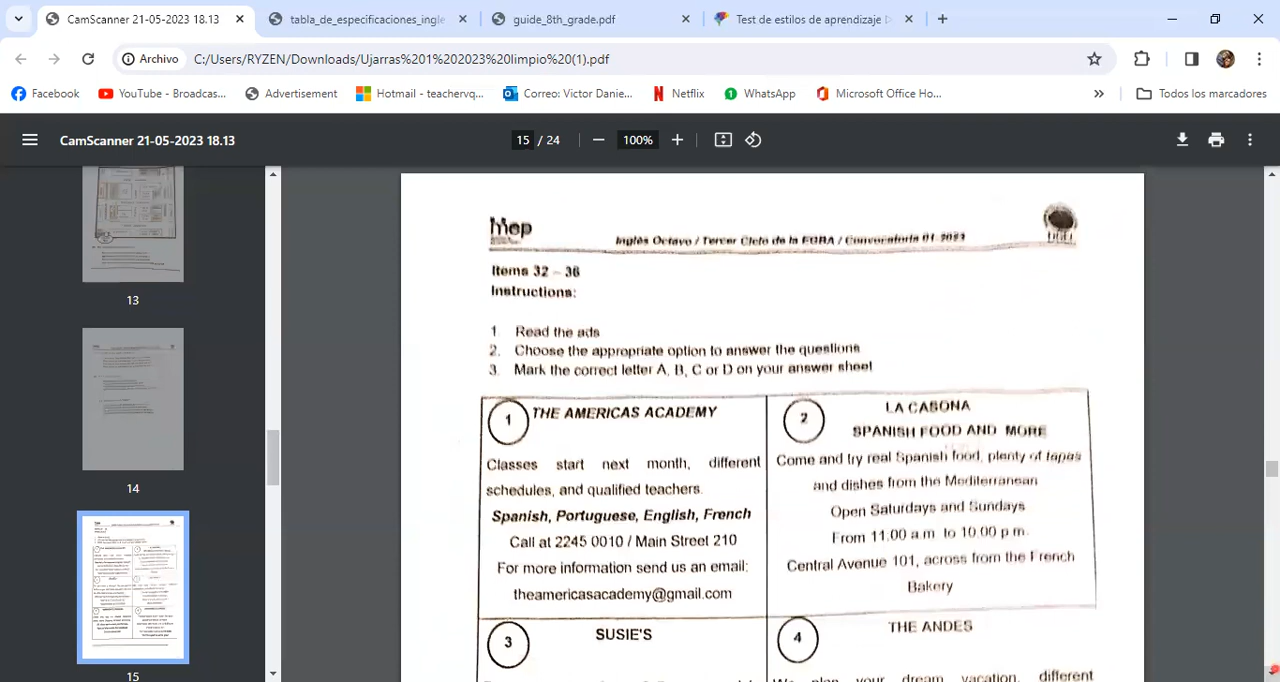 CamScanner 21-05-2023 18.13
tabla_de_especificaciones_ingle
guide_8th_grade.pdf
Test de estilos de aprendizaje
Archivo
C:/Users/RYZEN/Downloads/Ujarras%201%202023%20limpio%20(1).pdf
Facebook
YouTube - Broadcas...
Advertisement
Hotmail - teachervq...
Correo: Victor Danie...
Netflix
WhatsApp
Microsoft Office Ho...
Todos los marcadores
CamScanner 21-05-2023 18.13
15 / 24
100%
13
14
15
mep
Inglés Octavo / Tercer Ciclo de la EGBA / Convocatoria 01 2023
Items 32 – 36
Instructions:
1. Read the ads
2. Choose the appropriate option to answer the questions
3. Mark the correct letter A, B, C or D on your answer sheet
1
THE AMERICAS ACADEMY
Classes start next month, different
schedules, and qualified teachers.
Spanish, Portuguese, English, French
Call at 2245 0010 / Main Street 210
For more information send us an email:
theamericasacademy@gmail.com
2
LA CASONA
SPANISH FOOD AND MORE
Come and try real Spanish food, plenty of tapas
and dishes from the Mediterranean
Open Saturdays and Sundays
From 11:00 a.m to 10:00 p m.
Central Avenue 101, across from the French
Bakery
3
SUSIE'S
4
THE ANDES
We plan your dream vacation, different